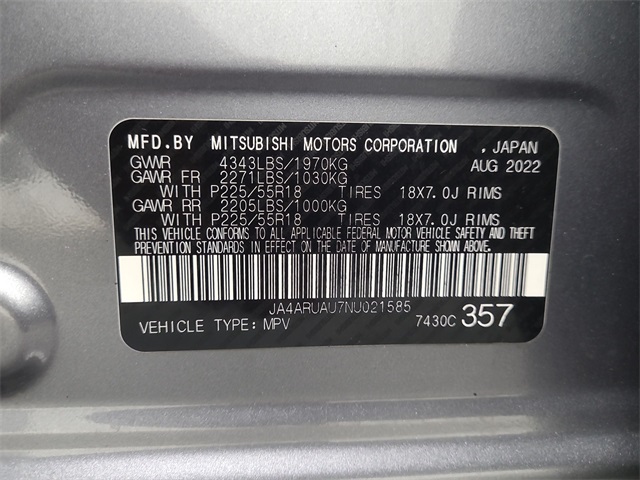 MFD.BY MITSUBISHI MOTORS CORPORATION , JAPAN
GVWR 4343LBS/1970KG AUG 2022
GAWR FR 2271LBS/1030KG
WITH P225/55R18 TIRES 18X7.0J RIMS
GAWR RR 2205LBS/1000KG
WITH P225/55R18 TIRES 18X7.0J RIMS
THIS VEHICLE CONFORMS TO ALL APPLICABLE FEDERAL MOTOR VEHICLE SAFETY AND THEFT
PREVENTION STANDARDS IN EFFECT ON THE DATE OF MANUFACTURE SHOWN ABOVE.
JA4ARUAU7NU021585
VEHICLE TYPE: MPV 7430C 357